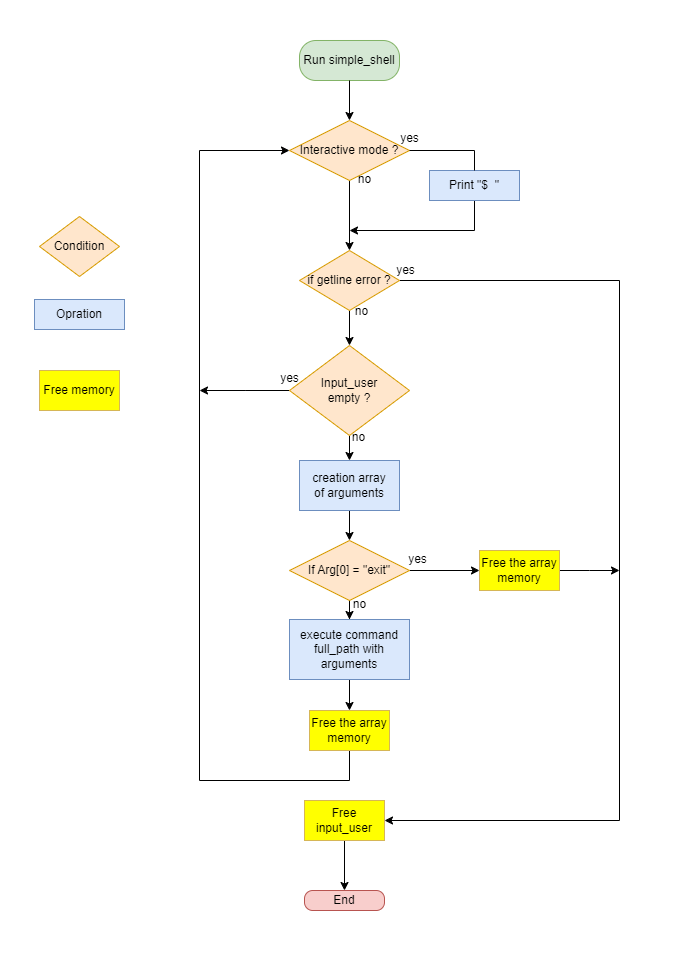 Run simple_shell
Interactive mode ?
yes
no
Print "$  "
if getline error ?
yes
no
Input_user
empty ?
yes
no
creation array
of arguments
If Arg[0] = "exit"
yes
no
Free the array
memory
execute command
full_path with
arguments
Free the array
memory
Free
input_user
End
Condition
Opration
Free memory